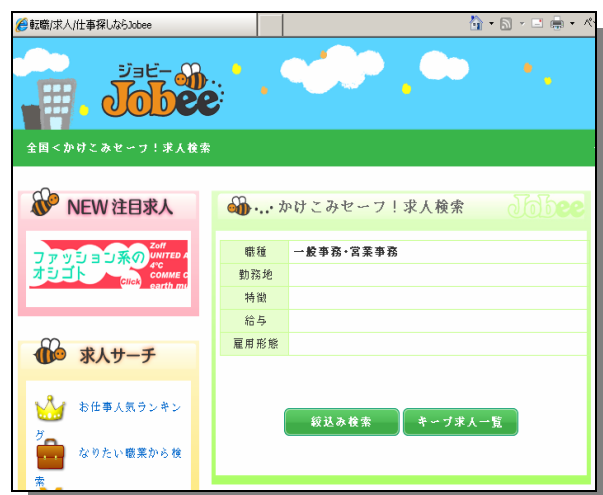 転職/求人/仕事探しならJobee
ジョビー
Jobee
全国<かけこみセーフ！求人検索
NEW 注目求人
ファッション系の
オシゴト
Click
Zoff
UNITED A
4℃
COMME C
earth mu
求人サーチ
お仕事人気ランキン
グ
なりたい職業から検
索
かけこみセーフ！求人検索
Jobee
職種 一般事務・営業事務
勤務地
特徴
給与
雇用形態
絞込み検索 キープ求人一覧